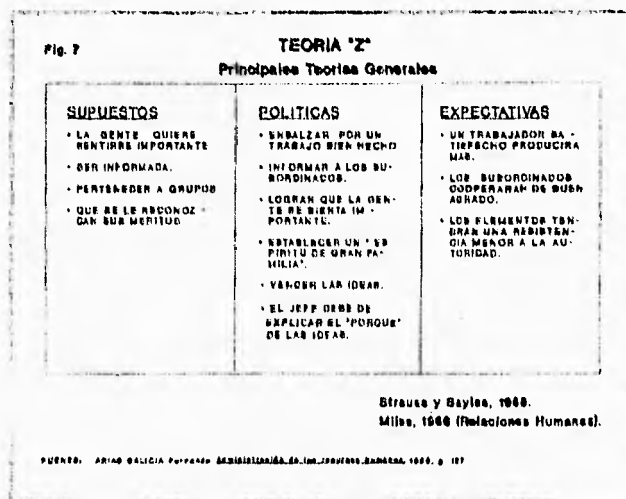 Fig. 7
TEORIA "Z"
Principales Teorías Generales
SUPUESTOS
• LA GENTE QUIERE
SENTIRSE IMPORTANTE
• SER INFORMADA.
• PERTENECER A GRUPOS
• QUE SE LE RECONOZ-
CAN SUS MERITOS
POLITICAS
• ENSALZAR POR UN
TRABAJO BIEN HECHO
• INFORMAR A LOS SU-
BORDINADOS.
• LOGRAR QUE LA GEN-
TE SE SIENTA IM-
PORTANTE.
• ESTABLECER UN "ES
PIRITU DE GRAN FA-
MILIA".
• VENDER LAS IDEAS.
• EL JEFE DEBE DE
EXPLICAR EL "PORQUE"
DE LAS IDEAS.
EXPECTATIVAS
• UN TRABAJADOR SA-
TISFECHO PRODUCIRA
MAS.
• LOS SUBORDINADOS
COOPERARAN DE BUEN
AGRADO.
• LOS ELEMENTOS TEN-
DRAN UNA RESISTEN-
CIA MENOR A LA AU-
TORIDAD.
Strauss y Sayles, 1968.
Miles, 1966 (Relaciones Humanas).
FUENTE: ARIAS GALICIA Fernando Administración de los recursos humanos, p. 127